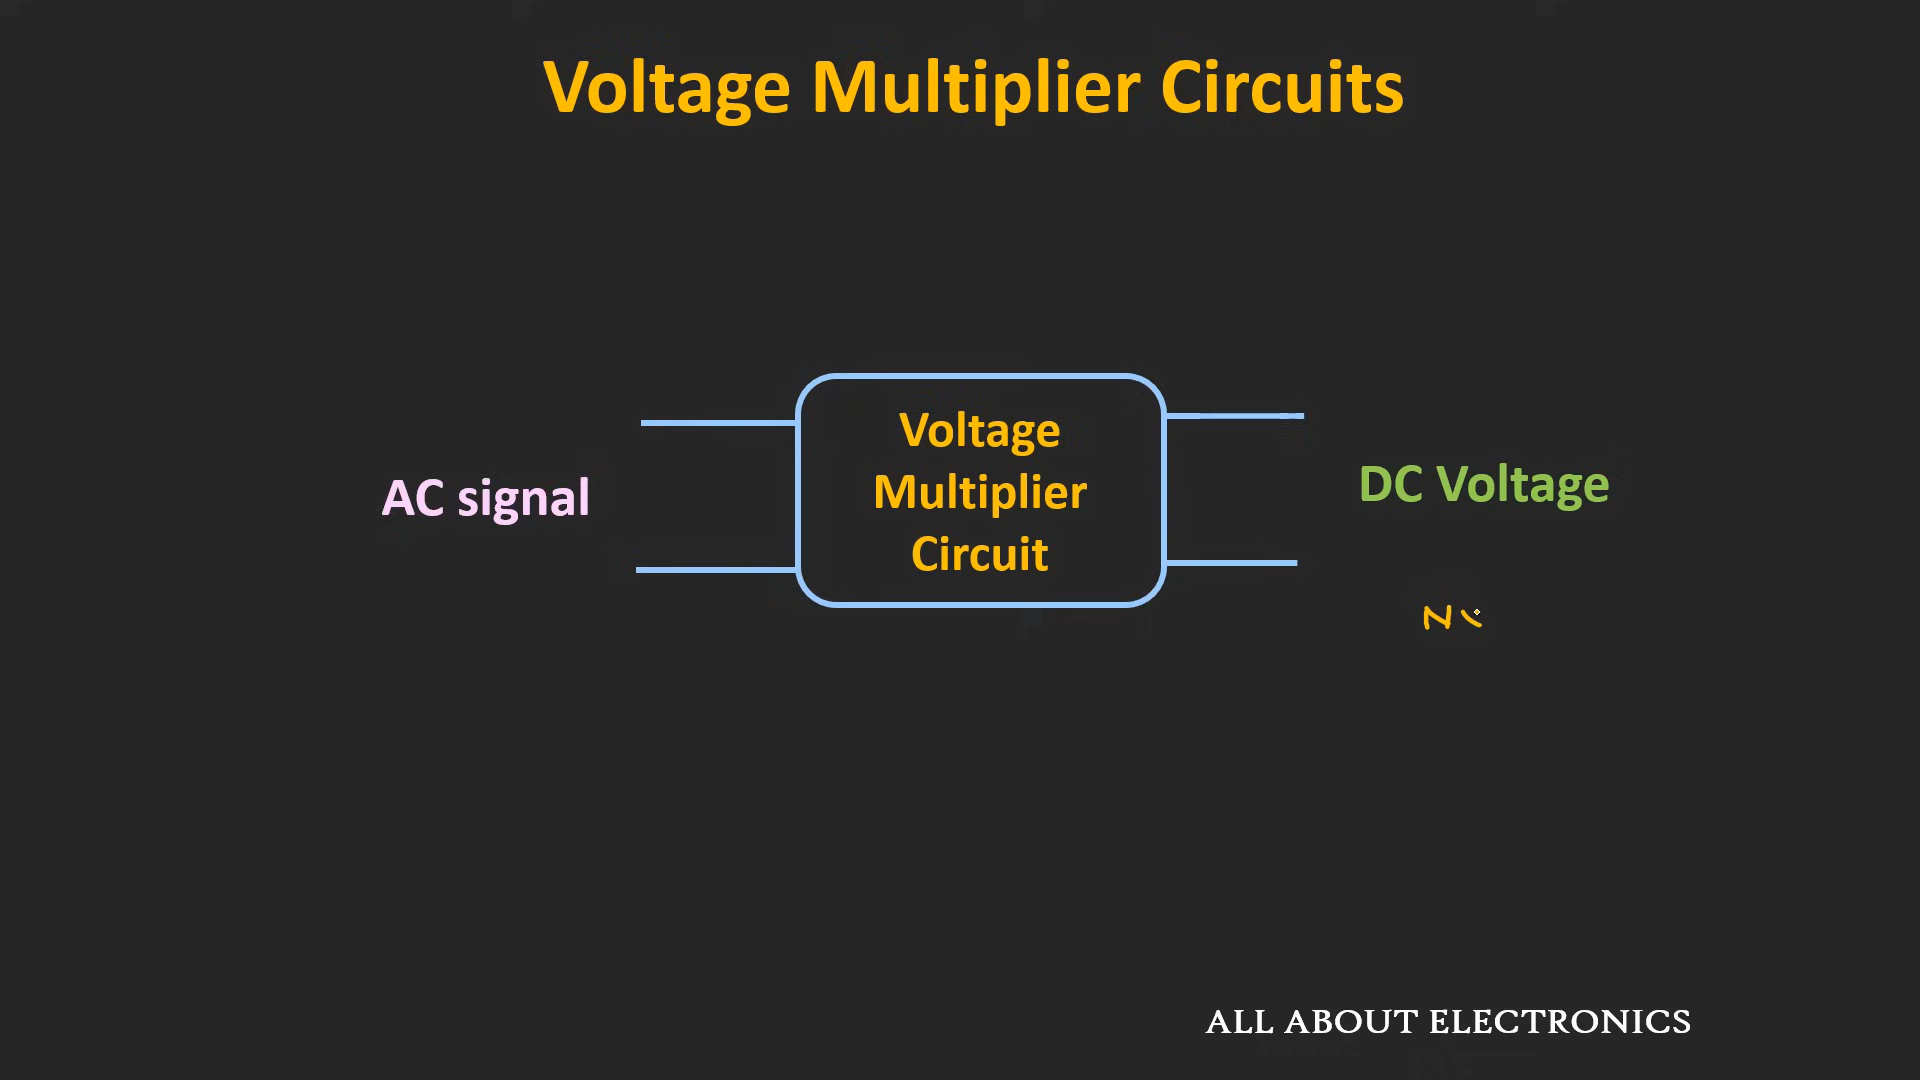 Voltage Multiplier Circuits
AC signal
Voltage
Multiplier
Circuit
DC Voltage
N
ALL ABOUT ELECTRONICS